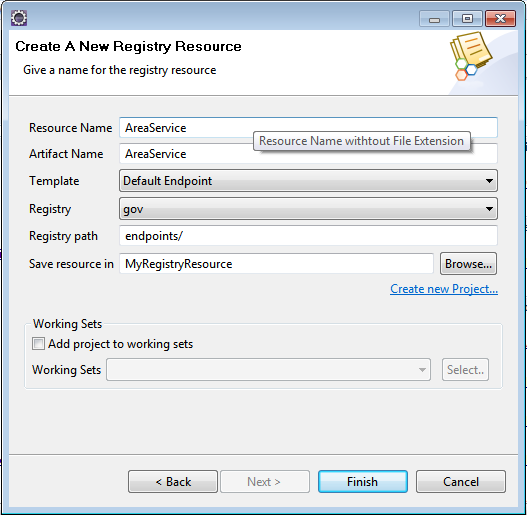 Create A New Registry Resource
Give a name for the registry resource
Resource Name AreaService
Resource Name withtout File Extension
Artifact Name AreaService
Template Default Endpoint
Registry gov
Registry path endpoints/
Save resource in MyRegistryResource Browse...
Create new Project...
Working Sets
Add project to working sets
Working Sets Select..
< Back Next > Finish Cancel